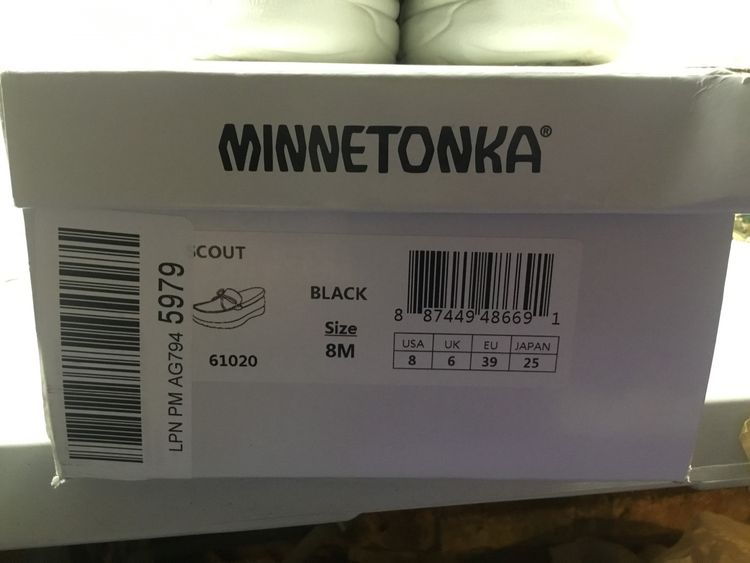 MINNETONKA®
LPN PM AG794 5979
SCOUT
61020
BLACK
Size
8M
8 87449 48669 1
USA UK EU JAPAN
8 6 39 25